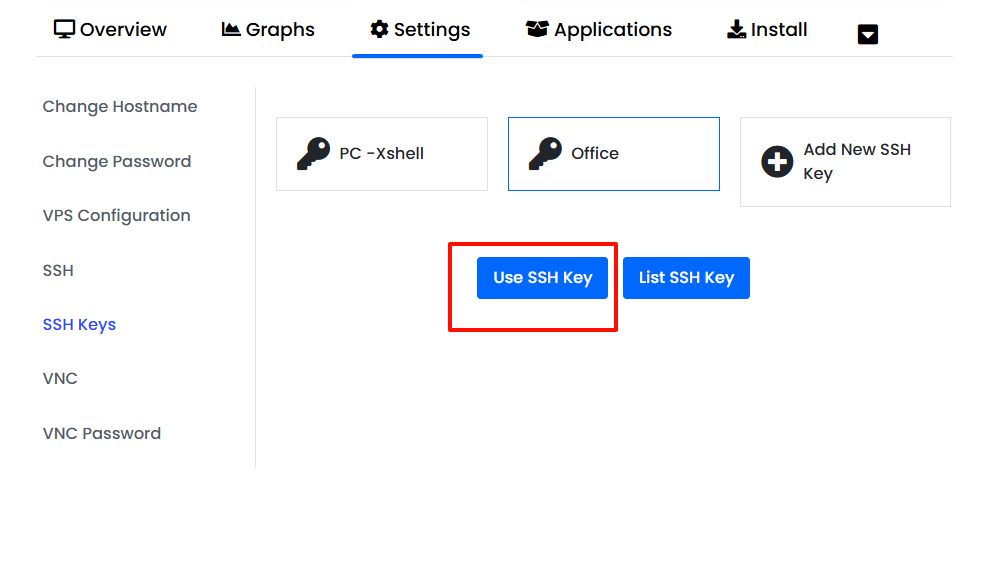 Overview Graphs Settings Applications Install
Change Hostname
Change Password
VPS Configuration
SSH
SSH Keys
VNC
VNC Password
PC -Xshell
Office
Add New SSH
Key
Use SSH Key
List SSH Key